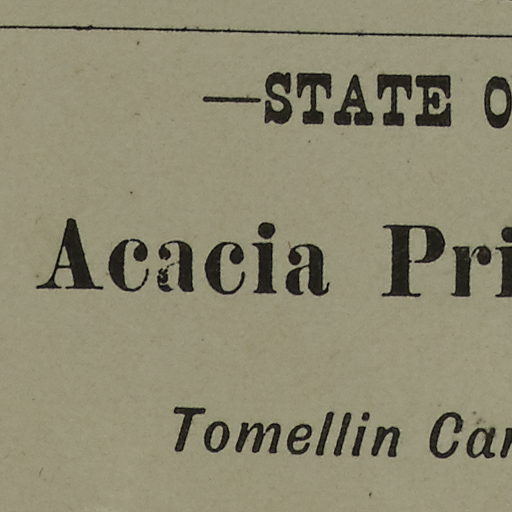 —STATE O
Acacia Pri
Tomellin Car